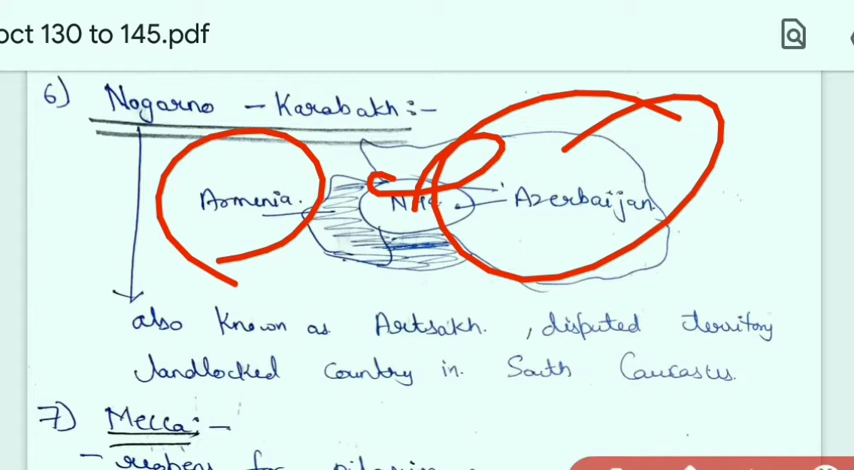 oct 130 to 145.pdf
6) Nogarno - Karabakh :-
Armenia. Azerbaijan
also known as Artsakh. , disputed territory
landlocked country in South Caucasus.
7) Mecca :-